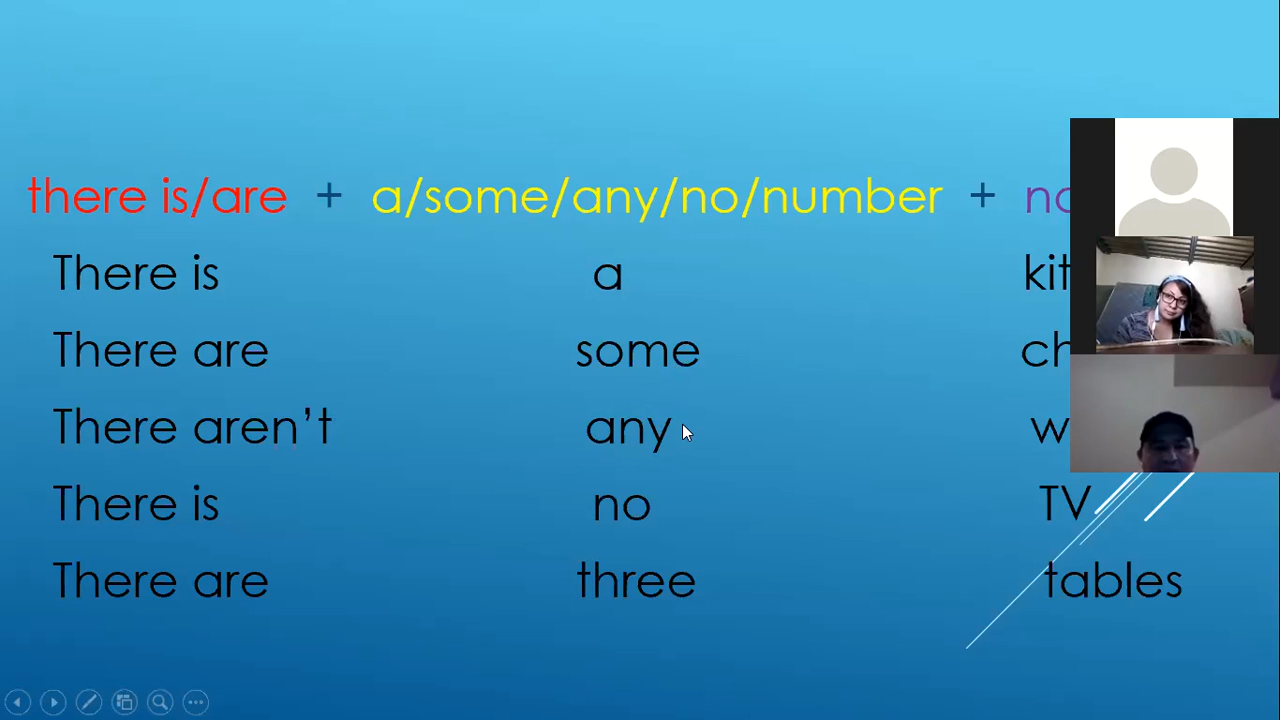 there is/are + a/some/any/no/number +
There is a
There are some
There aren't any
There is no TV
There are three tables